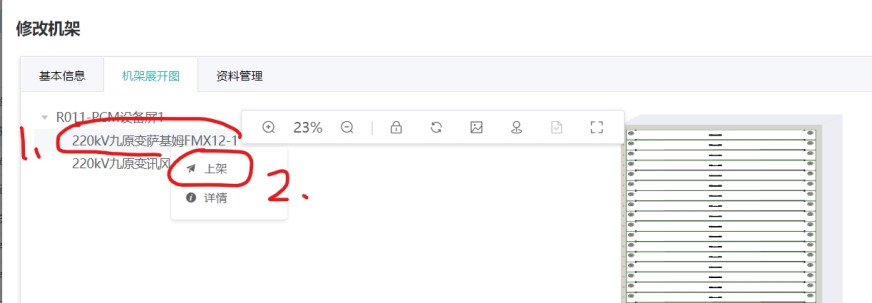 修改机架
基本信息 机架展开图 资料管理
R011-PCM设备屏1
23%
1.
220kV九原变萨基姆FMX12-1
220kV九原变讯风
上架
2.
详情